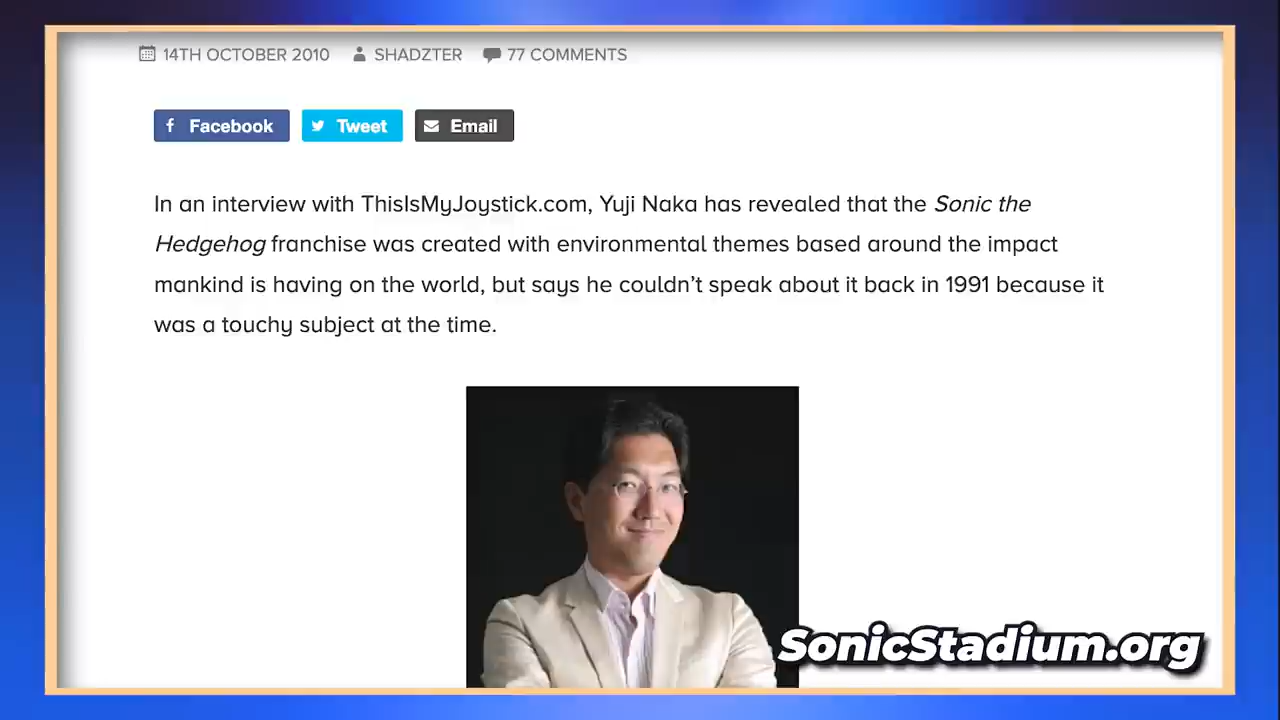 14TH OCTOBER 2010 SHADZTER 77 COMMENTS
Facebook Tweet Email
In an interview with ThisIsMyJoystick.com, Yuji Naka has revealed that the Sonic the
Hedgehog franchise was created with environmental themes based around the impact
mankind is having on the world, but says he couldn’t speak about it back in 1991 because it
was a touchy subject at the time.
SonicStadium.org